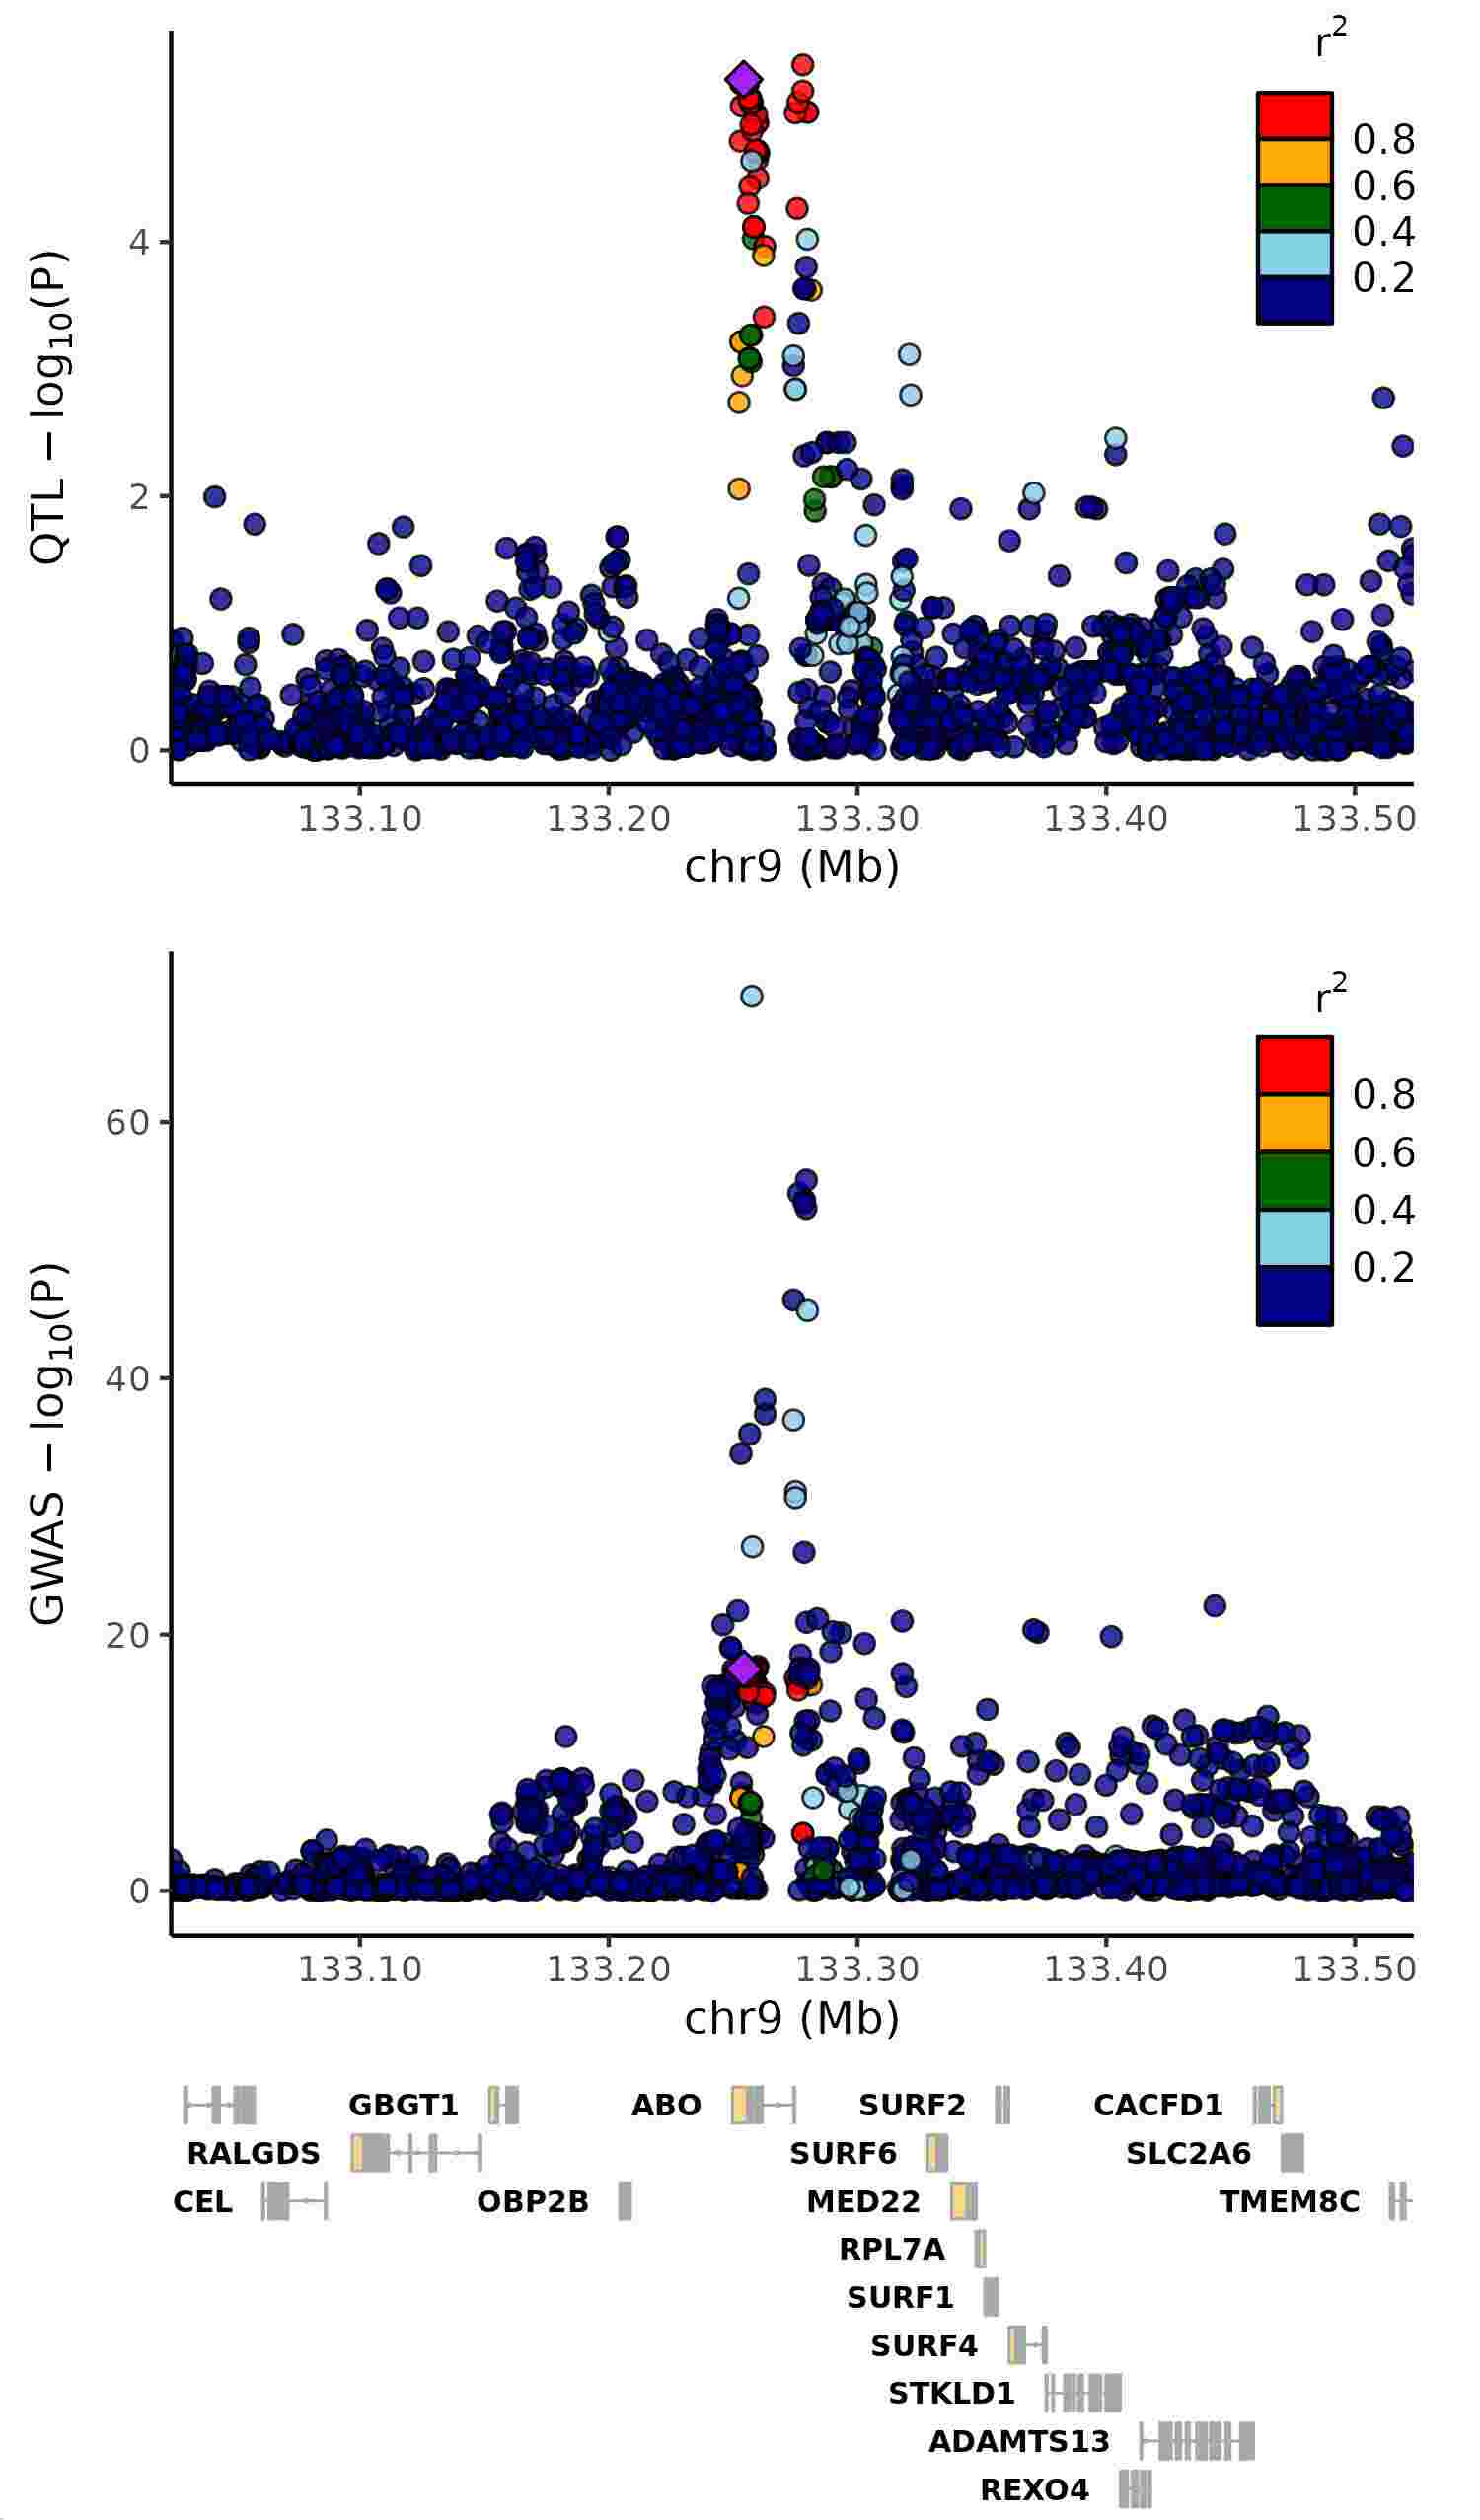 r²
0.8
0.6
0.4
0.2
4
2
0
QTL − log₁₀(P)
133.10 133.20 133.30 133.40 133.50
chr9 (Mb)
r²
0.8
0.6
0.4
0.2
60
40
20
0
GWAS − log₁₀(P)
133.10 133.20 133.30 133.40 133.50
chr9 (Mb)
GBGT1 ABO SURF2 CACFD1
RALGDS SURF6 SLC2A6
CEL OBP2B MED22 TMEM8C
RPL7A
SURF1
SURF4
STKLD1
ADAMTS13
REXO4